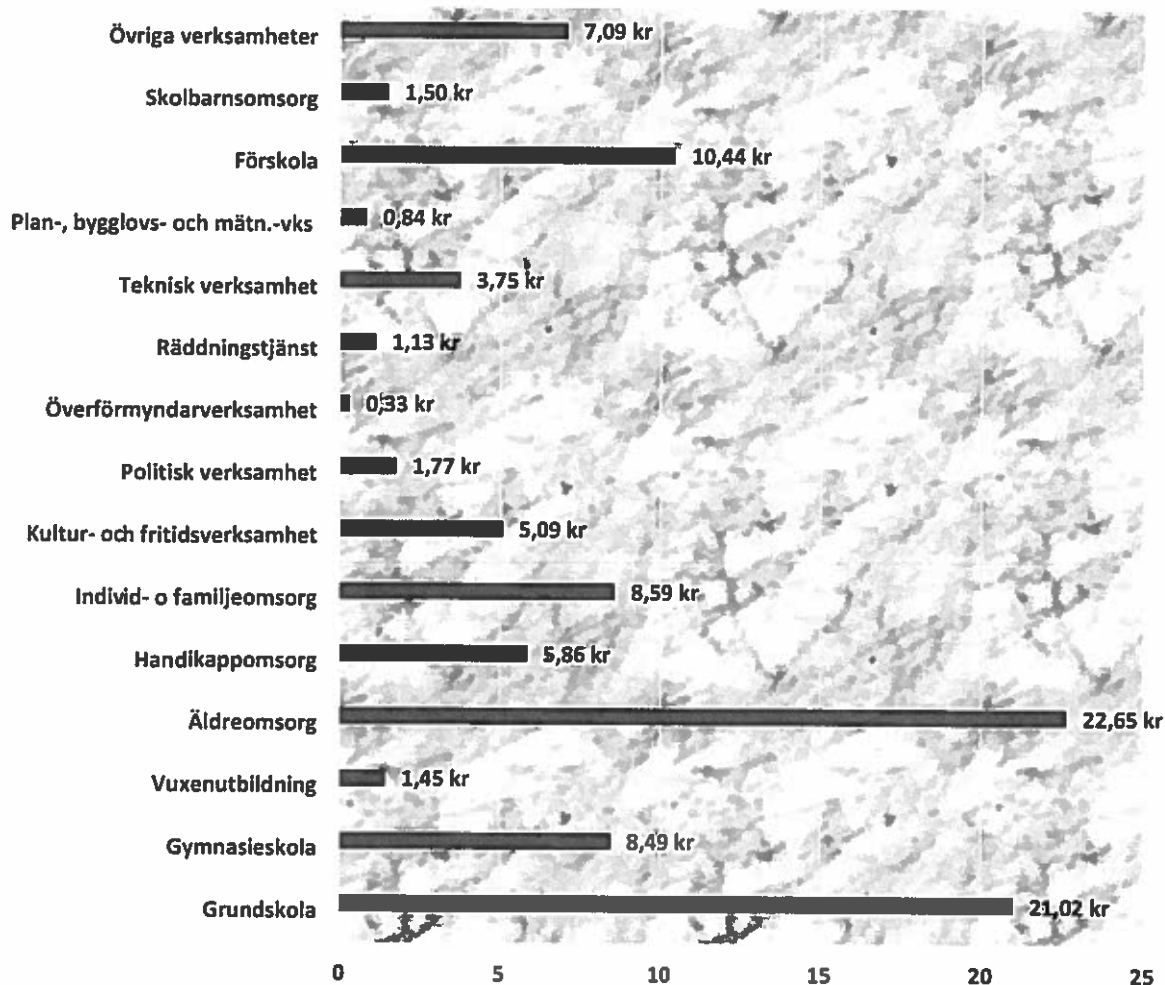 Övriga verksamheter 7,09 kr
Skolbarnsomsorg 1,50 kr
Förskola 10,44 kr
Plan-, bygglovs- och mätn.-vks 0,84 kr
Teknisk verksamhet 3,75 kr
Räddningstjänst 1,13 kr
Överförmyndarverksamhet 0,33 kr
Politisk verksamhet 1,77 kr
Kultur- och fritidsverksamhet 5,09 kr
Individ- o familjeomsorg 8,59 kr
Handikappomsorg 5,86 kr
Äldreomsorg 22,65 kr
Vuxenutbildning 1,45 kr
Gymnasieskola 8,49 kr
Grundskola 21,02 kr
0 5 10 15 20 25